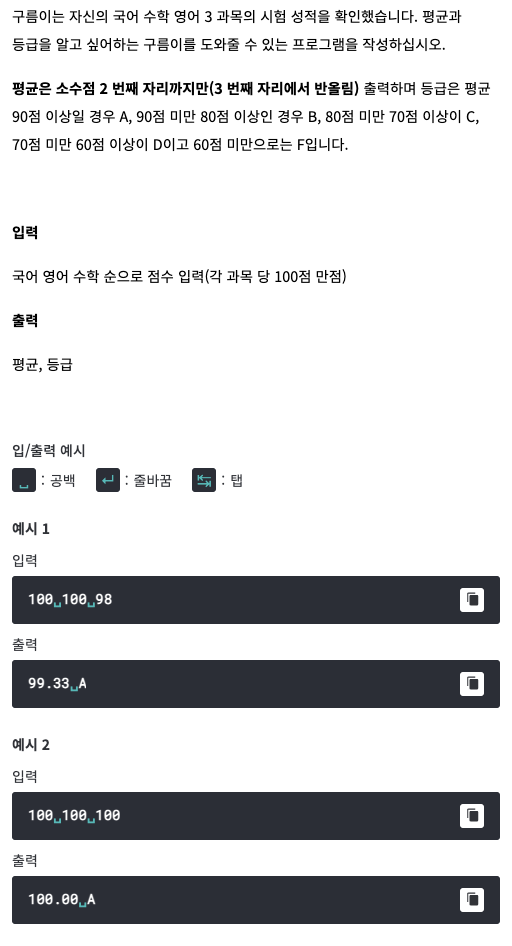 구름이는 자신의 국어 수학 영어 3 과목의 시험 성적을 확인했습니다. 평균과
등급을 알고 싶어하는 구름이를 도와줄 수 있는 프로그램을 작성하십시오.
평균은 소수점 2 번째 자리까지만(3 번째 자리에서 반올림) 출력하며 등급은 평균
90점 이상일 경우 A, 90점 미만 80점 이상인 경우 B, 80점 미만 70점 이상이 C,
70점 미만 60점 이상이 D이고 60점 미만으로는 F입니다.
입력
국어 영어 수학 순으로 점수 입력(각 과목 당 100점 만점)
출력
평균, 등급
입/출력 예시
␣ : 공백 ↵ : 줄바꿈 ↹ : 탭
예시 1
입력
100␣100␣98
출력
99.33␣A
예시 2
입력
100␣100␣100
출력
100.00␣A